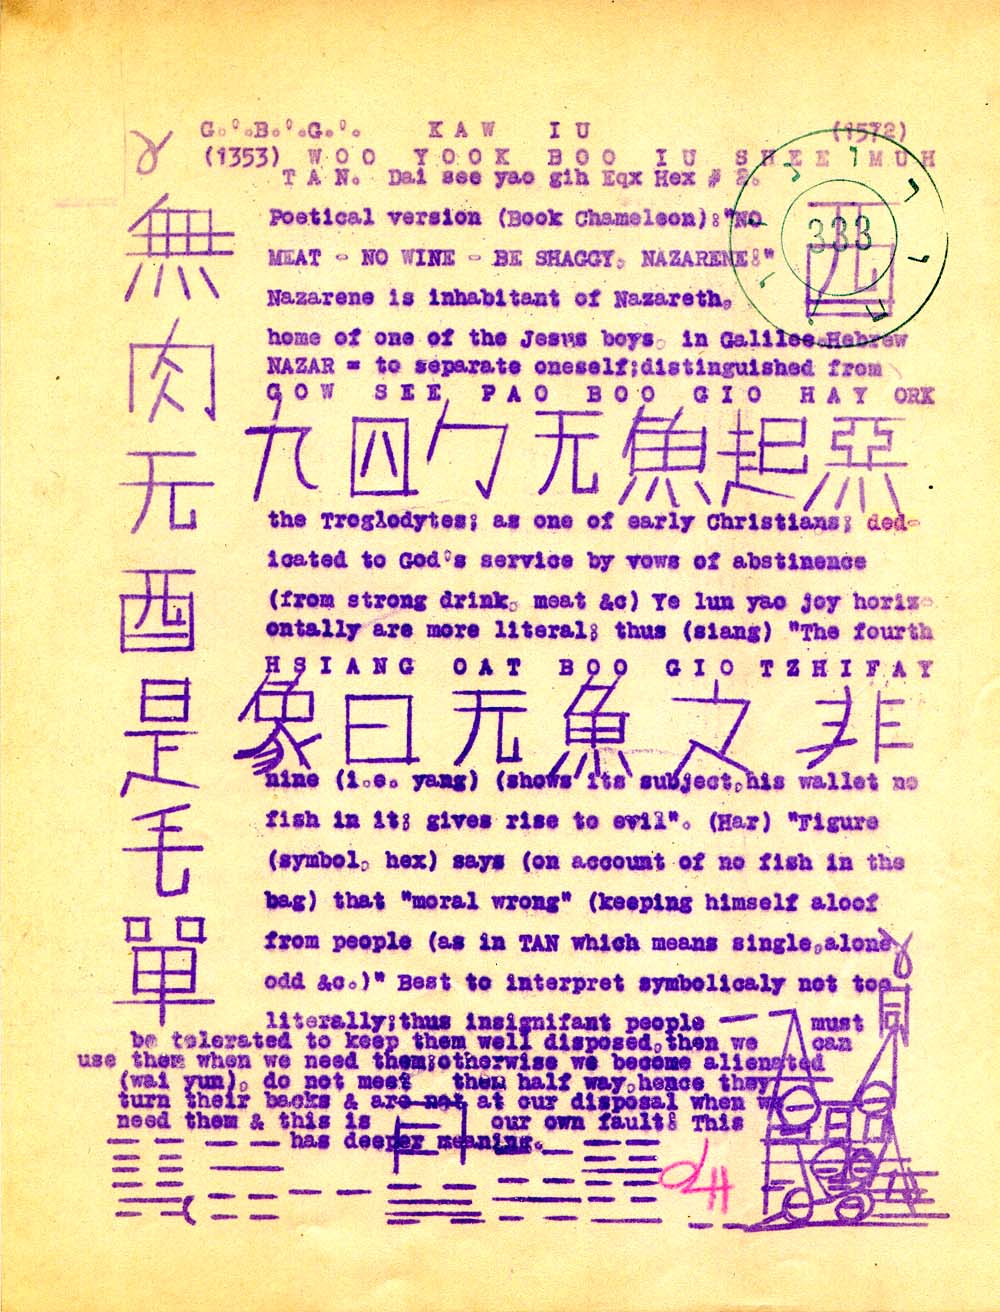 G.°.B.°.G.°. KAW IU (1572)
(1353) WOO YOOK BOO IU SHEE MUH
TAN. Dai see yao gih Eqx Hex # 2.
Poetical version (Book Chameleon):"NO
MEAT - NO WINE - BE SHAGGY, NAZARENE!"
Nazarene is inhabitant of Nazareth,
home of one of the Jesus boys, in Galilee.Hebrew
NAZAR = to separate oneself;distinguished from
GOW SEE PAO BOO GIO HAY ORK
九 四 勹 无 魚 起 惡
the Troglodytes; as one of early Christians; ded-
icated to God's service by vows of abstinence
(from strong drink, meat &c) Ye lun yao joy horiz-
ontally are more literal; thus (siang) "The fourth
HSIANG OAT BOO GIO TZHIFAY
象 曰 无 魚 之 非
nine (i.e. yang) (shows its subject,his wallet no
fish in it; gives rise to evil". (Har) "Figure
(symbol, hex) says (on account of no fish in the
bag) that "moral wrong" (keeping himself aloof
from people (as in TAN which means single,alone
odd &c.)" Best to interpret symbolicaly not too
literally;thus insignifant people — must
be tolerated to keep them well disposed,then we can
use them when we need them;otherwise we become alienated
(wai yun), do not meet them half way,hence they
turn their backs & are not at our disposal when we
need them & this is our own fault! This
has deeper meaning.
無
肉
无
酉
是
毛
單
333
酉